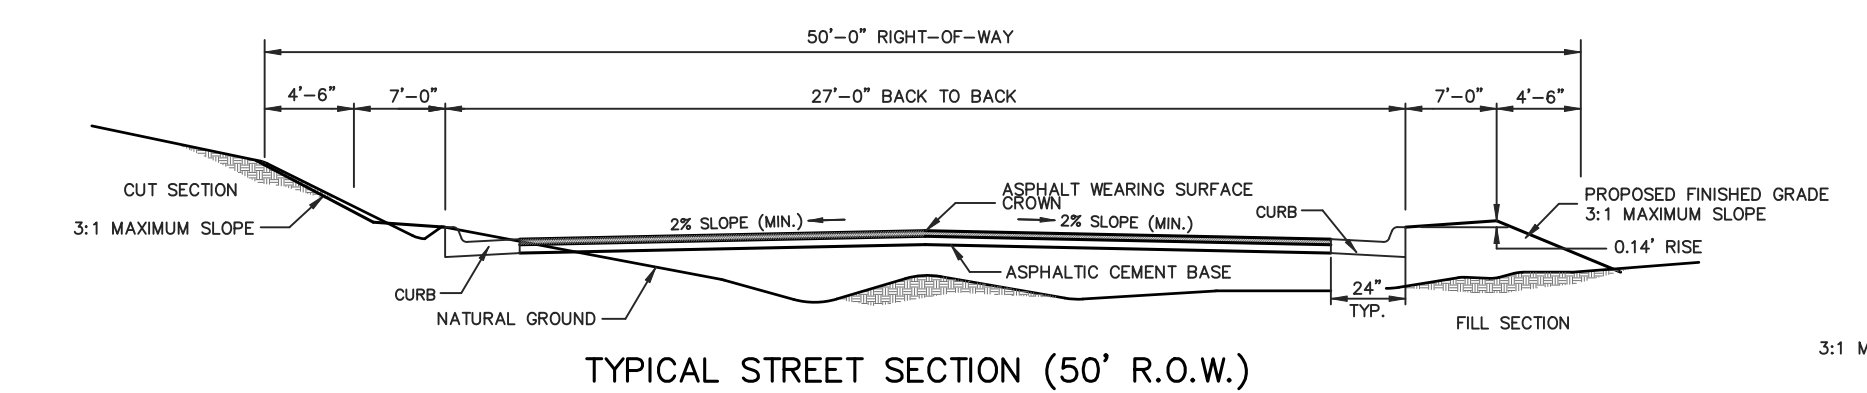 50'-0" RIGHT-OF-WAY
4'-6"
7'-0"
27'-0" BACK TO BACK
7'-0"
4'-6"
CUT SECTION
3:1 MAXIMUM SLOPE
2% SLOPE (MIN.)
ASPHALT WEARING SURFACE
CROWN
2% SLOPE (MIN.)
CURB
PROPOSED FINISHED GRADE
3:1 MAXIMUM SLOPE
0.14' RISE
ASPHALTIC CEMENT BASE
CURB
NATURAL GROUND
24"
TYP.
FILL SECTION
3:1 M
TYPICAL STREET SECTION (50' R.O.W.)